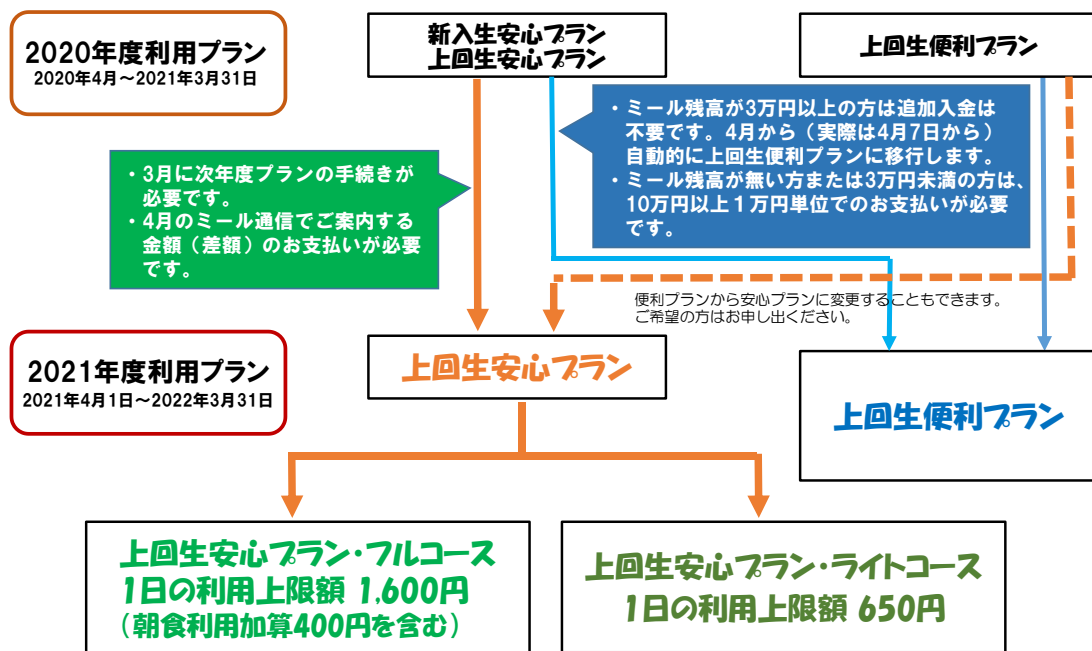 2020年度利用プラン
2020年4月～2021年3月31日
新入生安心プラン
上回生安心プラン
上回生便利プラン
・ミール残高が3万円以上の方は追加入金は
不要です。4月から（実際は4月7日から）
自動的に上回生便利プランに移行します。
・ミール残高が無い方または3万円未満の方は、
10万円以上１万円単位でのお支払いが必要
です。
・3月に次年度プランの手続きが
必要です。
・4月のミール通信でご案内する
金額（差額）のお支払いが必要
です。
便利プランから安心プランに変更することもできます。
ご希望の方はお申し出ください。
2021年度利用プラン
2021年4月1日～2022年3月31日
上回生安心プラン
上回生便利プラン
上回生安心プラン・フルコース
1日の利用上限額 1,600円
（朝食利用加算400円を含む）
上回生安心プラン・ライトコース
1日の利用上限額 650円